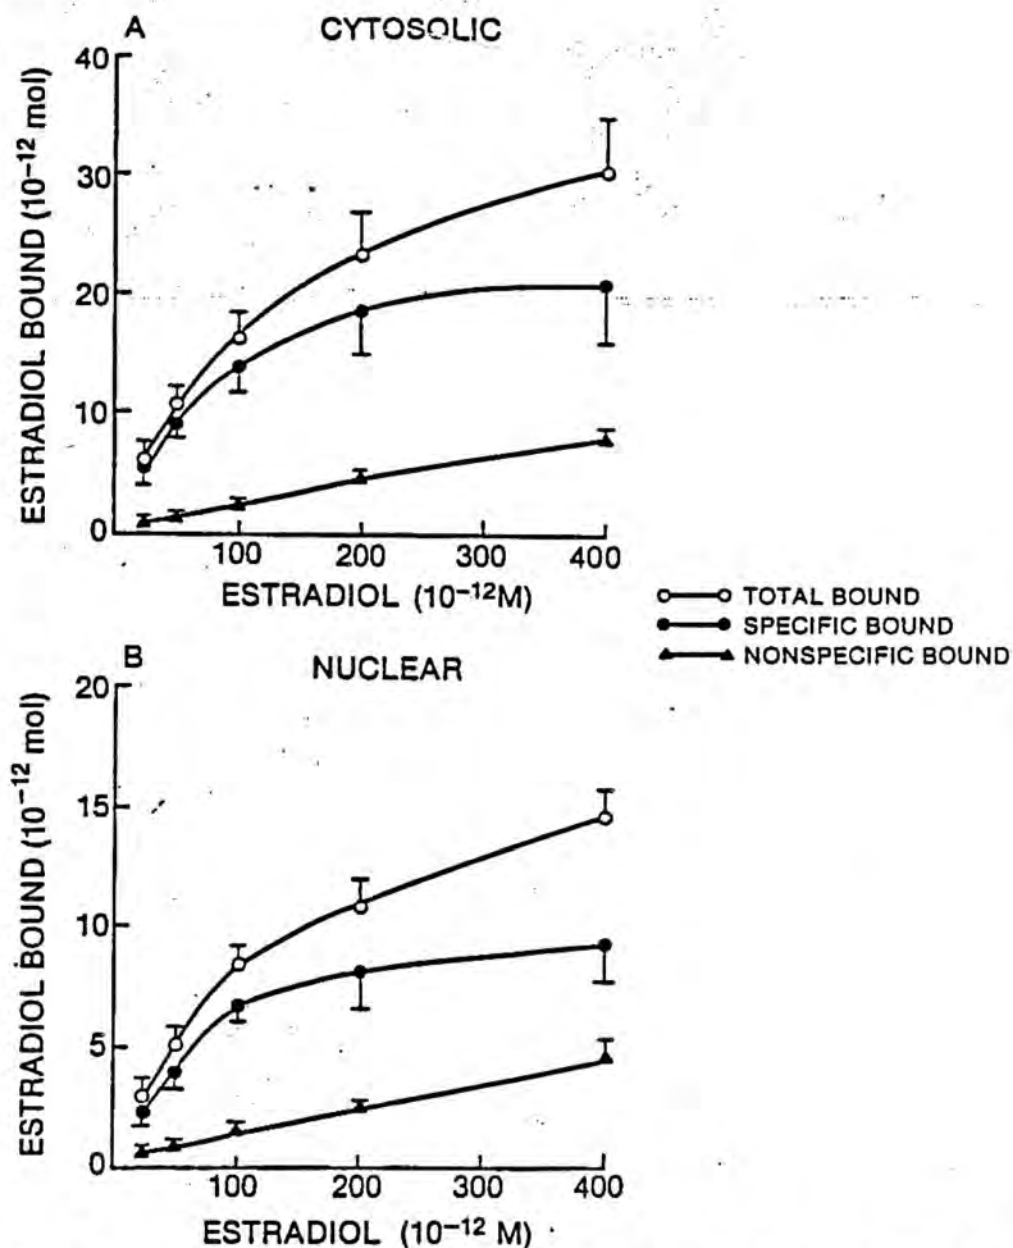 A
CYTOSOLIC
ESTRADIOL BOUND (10⁻¹² mol)
40
30
20
10
0
100 200 300 400
ESTRADIOL (10⁻¹²M)
TOTAL BOUND
SPECIFIC BOUND
NONSPECIFIC BOUND
B
NUCLEAR
ESTRADIOL BOUND (10⁻¹² mol)
20
15
10
5
0
100 200 300 400
ESTRADIOL (10⁻¹² M)